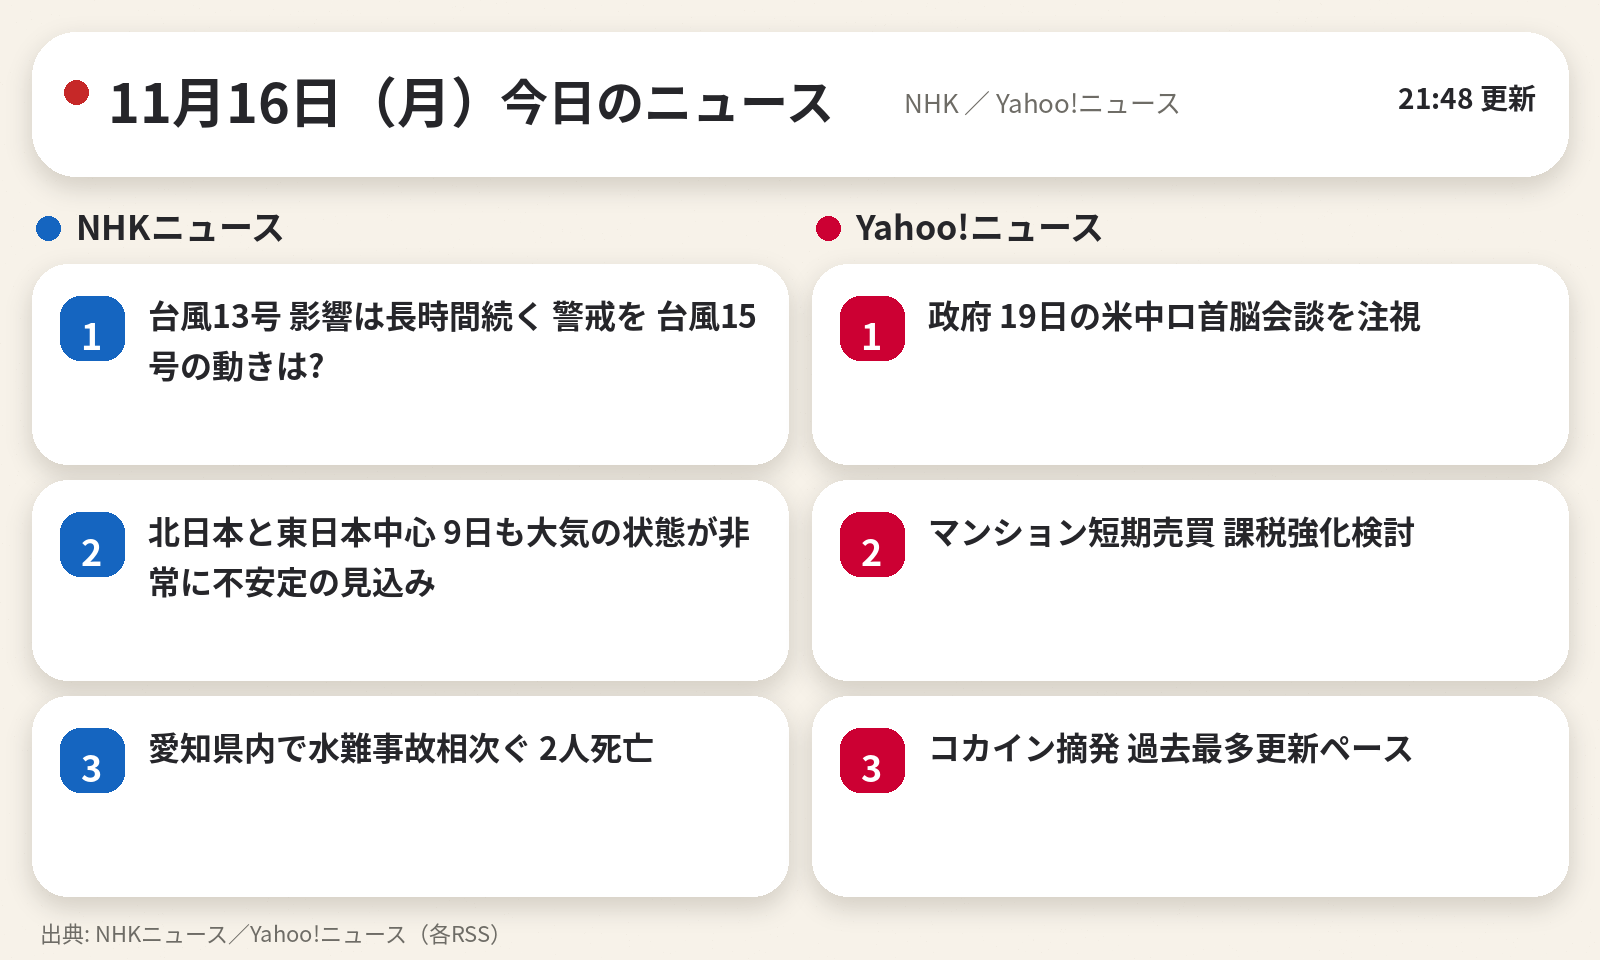 11月16日（月）今日のニュース
NHK ／ Yahoo!ニュース
21:48 更新
NHKニュース
1
台風13号 影響は長時間続く 警戒を 台風15
号の動きは?
2
北日本と東日本中心 9日も大気の状態が非
常に不安定の見込み
3
愛知県内で水難事故相次ぐ 2人死亡
Yahoo!ニュース
1
政府 19日の米中ロ首脳会談を注視
2
マンション短期売買 課税強化検討
3
コカイン摘発 過去最多更新ペース
出典: NHKニュース／Yahoo!ニュース（各RSS）